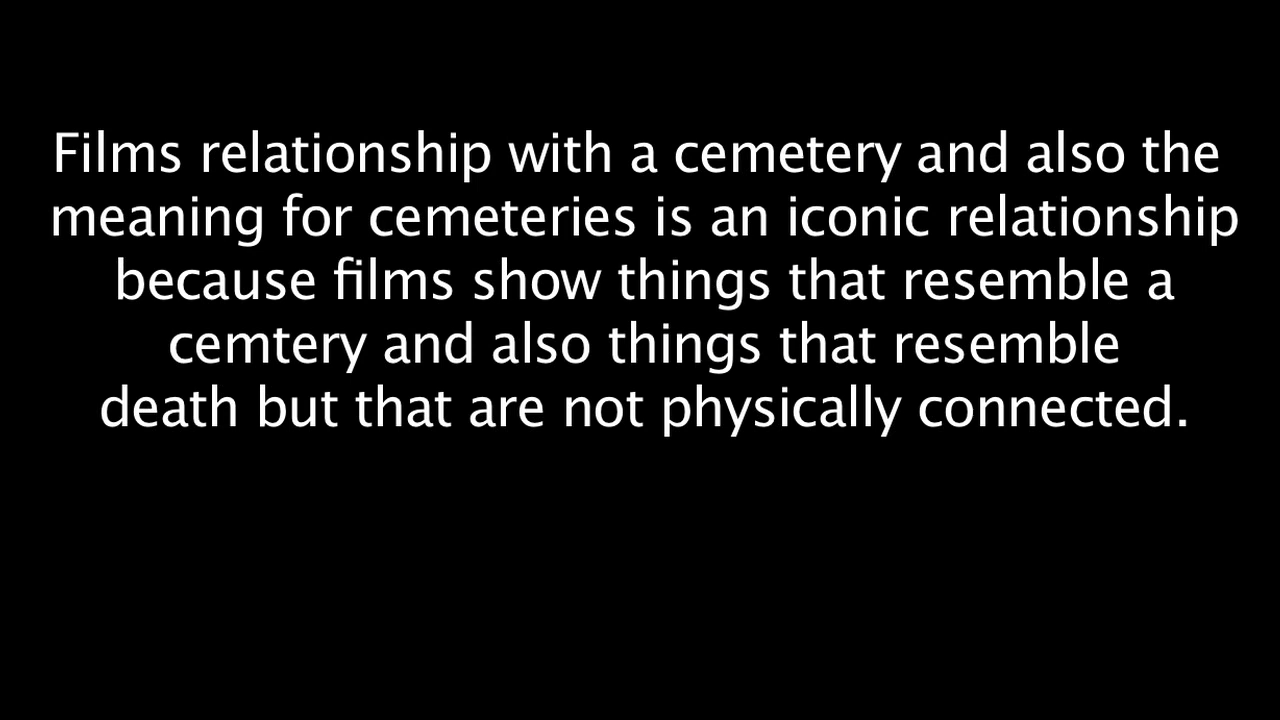 Films relationship with a cemetery and also the
meaning for cemeteries is an iconic relationship
because films show things that resemble a
cemtery and also things that resemble
death but that are not physically connected.